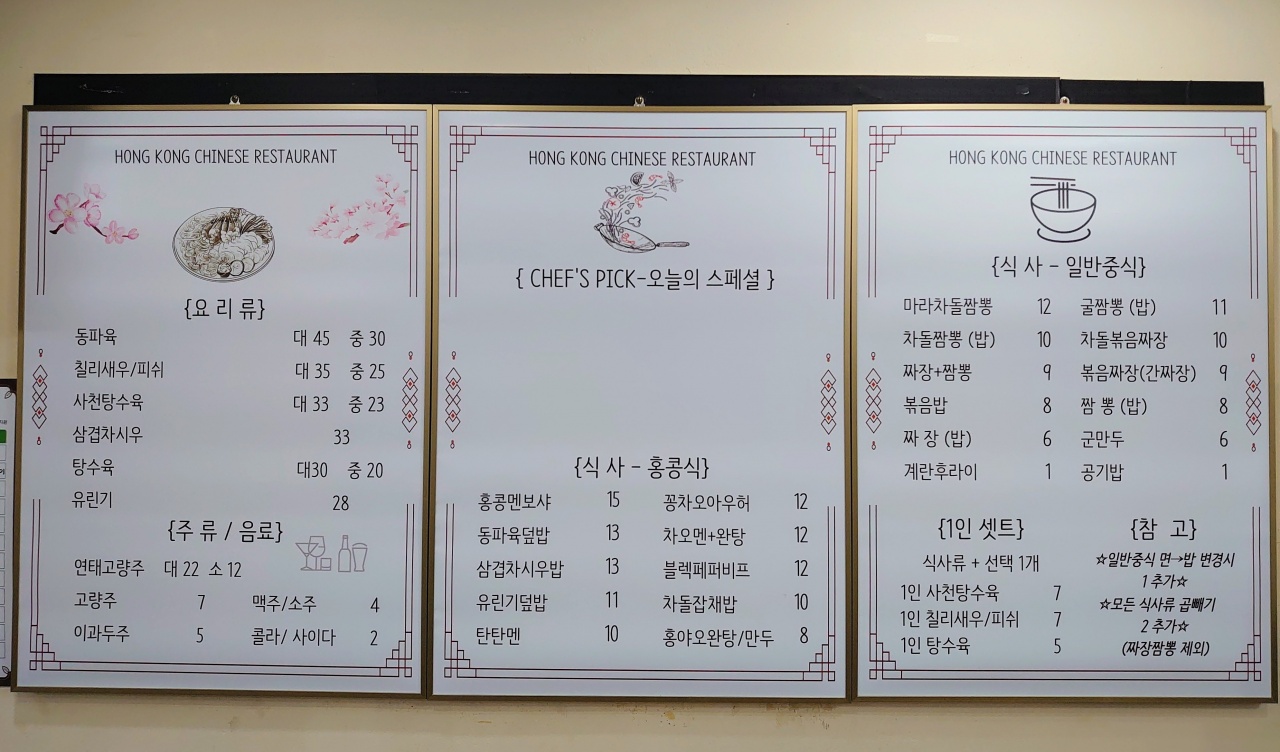 HONG KONG CHINESE RESTAURANT
{요 리 류}
동파육 대 45 중 30
칠리새우/피쉬 대 35 중 25
사천탕수육 대 33 중 23
삼겹차시우 33
탕수육 대30 중 20
유린기 28
{주 류 / 음료}
연태고량주 대 22 소 12
고량주 7 맥주/소주 4
이과두주 5 콜라/ 사이다 2
HONG KONG CHINESE RESTAURANT
{ CHEF'S PICK-오늘의 스페셜 }
{식 사 - 홍콩식}
홍콩멘보샤 15 꽁차오아우허 12
동파육덮밥 13 차오멘+완탕 12
삼겹차시우밥 13 블렉페퍼비프 12
유린기덮밥 11 차돌잡채밥 10
탄탄멘 10 홍야오완탕/만두 8
HONG KONG CHINESE RESTAURANT
{식 사 - 일반중식}
마라차돌짬뽕 12 굴짬뽕 (밥) 11
차돌짬뽕 (밥) 10 차돌볶음짜장 10
짜장+짬뽕 9 볶음짜장(간짜장) 9
볶음밥 8 짬 뽕 (밥) 8
짜 장 (밥) 6 군만두 6
계란후라이 1 공기밥 1
{1인 셋트}
식사류 + 선택 1개
1인 사천탕수육 7
1인 칠리새우/피쉬 7
1인 탕수육 5
{참 고}
☆일반중식 면→밥 변경시
1 추가☆
☆모든 식사류 곱빼기
2 추가☆
(짜장짬뽕 제외)